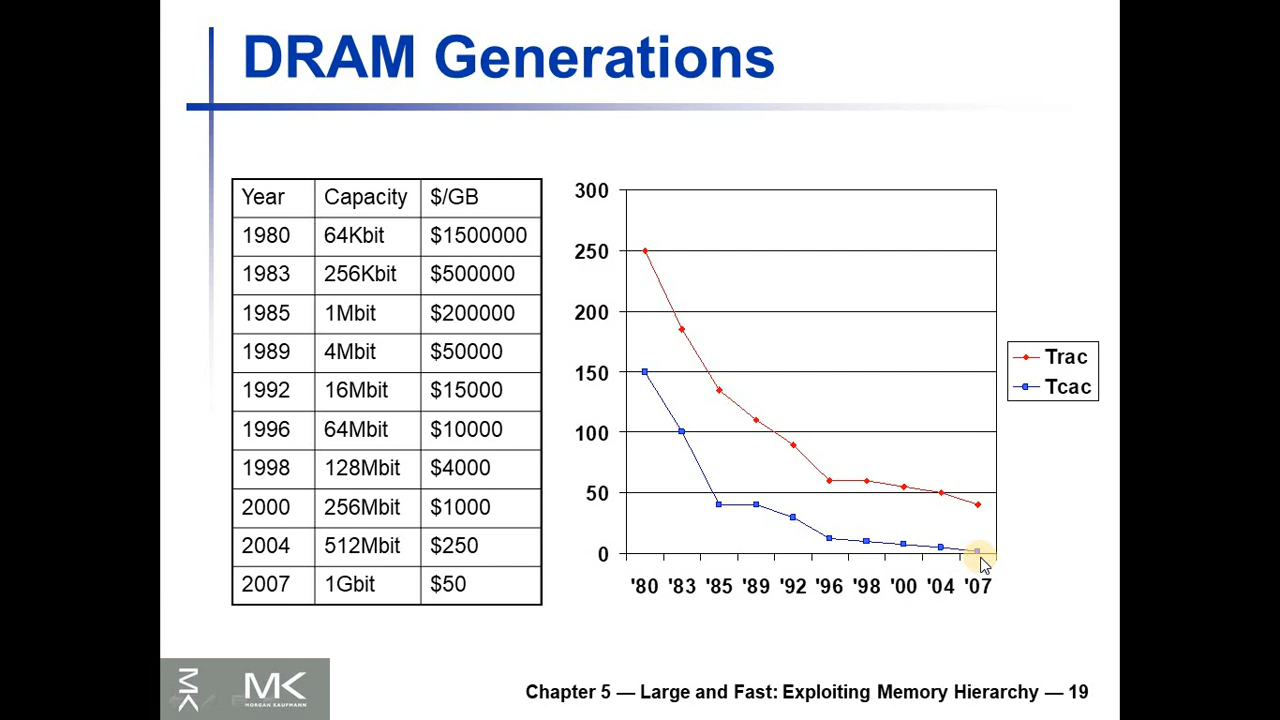 DRAM Generations
Year Capacity $/GB
1980 64Kbit $1500000
1983 256Kbit $500000
1985 1Mbit $200000
1989 4Mbit $50000
1992 16Mbit $15000
1996 64Mbit $10000
1998 128Mbit $4000
2000 256Mbit $1000
2004 512Mbit $250
2007 1Gbit $50
300
250
200
150
100
50
0
'80 '83 '85 '89 '92 '96 '98 '00 '04 '07
Trac
Tcac
MK
MK
MORGAN KAUFMANN
Chapter 5 — Large and Fast: Exploiting Memory Hierarchy — 19